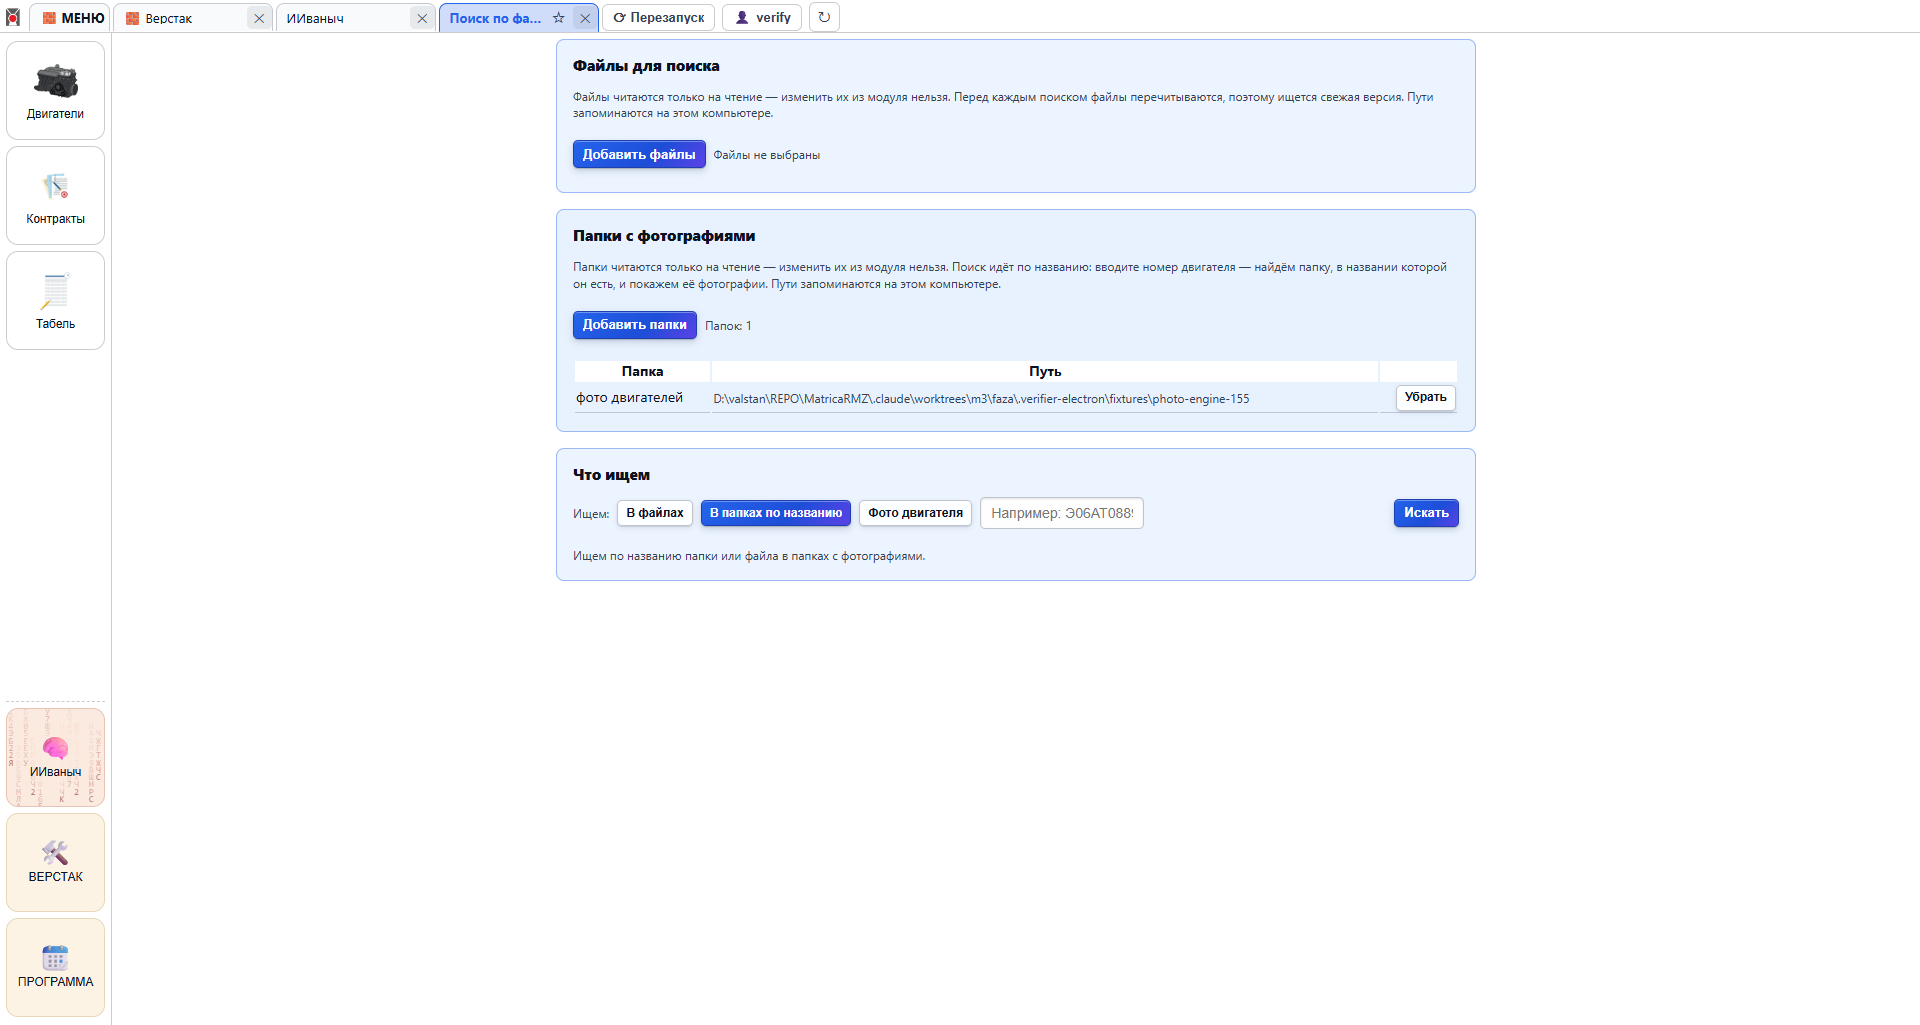 МЕНЮ
Верстак
ИИваныч
Поиск по фа...
Перезапуск
verify
Двигатели
Контракты
Табель
ИИваныч
ВЕРСТАК
ПРОГРАММА
Файлы для поиска
Файлы читаются только на чтение — изменить их из модуля нельзя. Перед каждым поиском файлы перечитываются, поэтому ищется свежая версия. Пути
запоминаются на этом компьютере.
Добавить файлы
Файлы не выбраны
Папки с фотографиями
Папки читаются только на чтение — изменить их из модуля нельзя. Поиск идёт по названию: вводите номер двигателя — найдём папку, в названии которой
он есть, и покажем её фотографии. Пути запоминаются на этом компьютере.
Добавить папки
Папок: 1
Папка
Путь
фото двигателей
D:\valstan\REPO\MatricaRMZ\.claude\worktrees\m3\faza\.verifier-electron\fixtures\photo-engine-155
Убрать
Что ищем
Ищем:
В файлах
В папках по названию
Фото двигателя
Например: Э06АТ088
Искать
Ищем по названию папки или файла в папках с фотографиями.